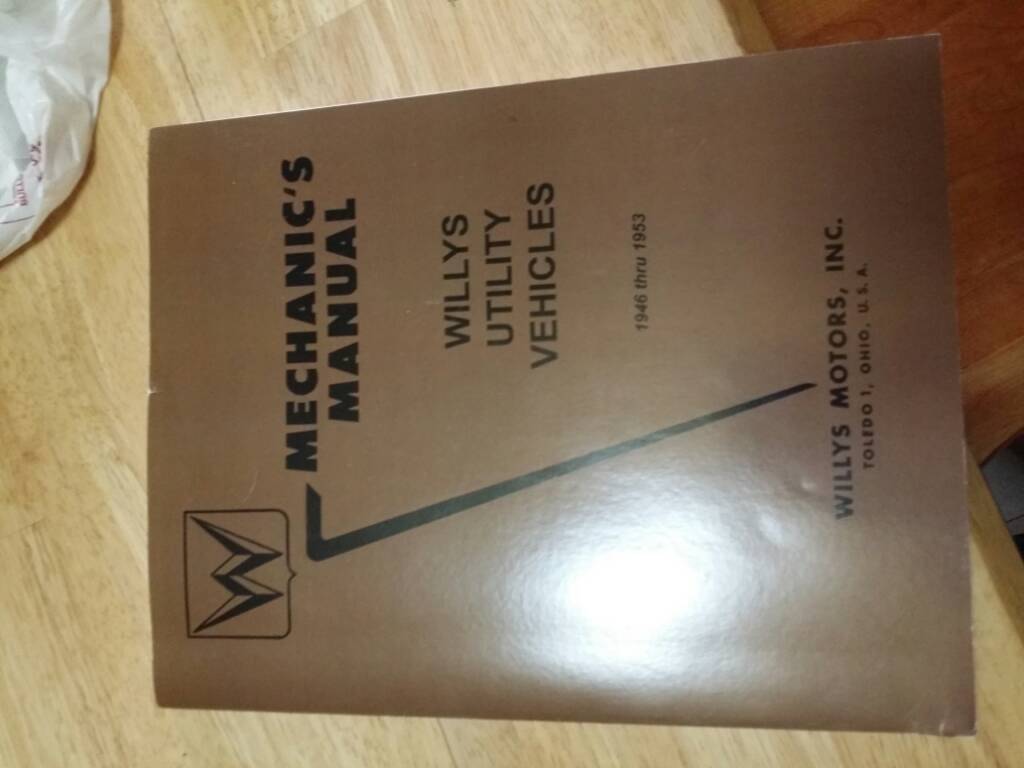 MECHANIC'S
MANUAL
WILLYS
UTILITY
VEHICLES
1946 thru 1953
WILLYS MOTORS, INC.
TOLEDO 1, OHIO, U. S. A.